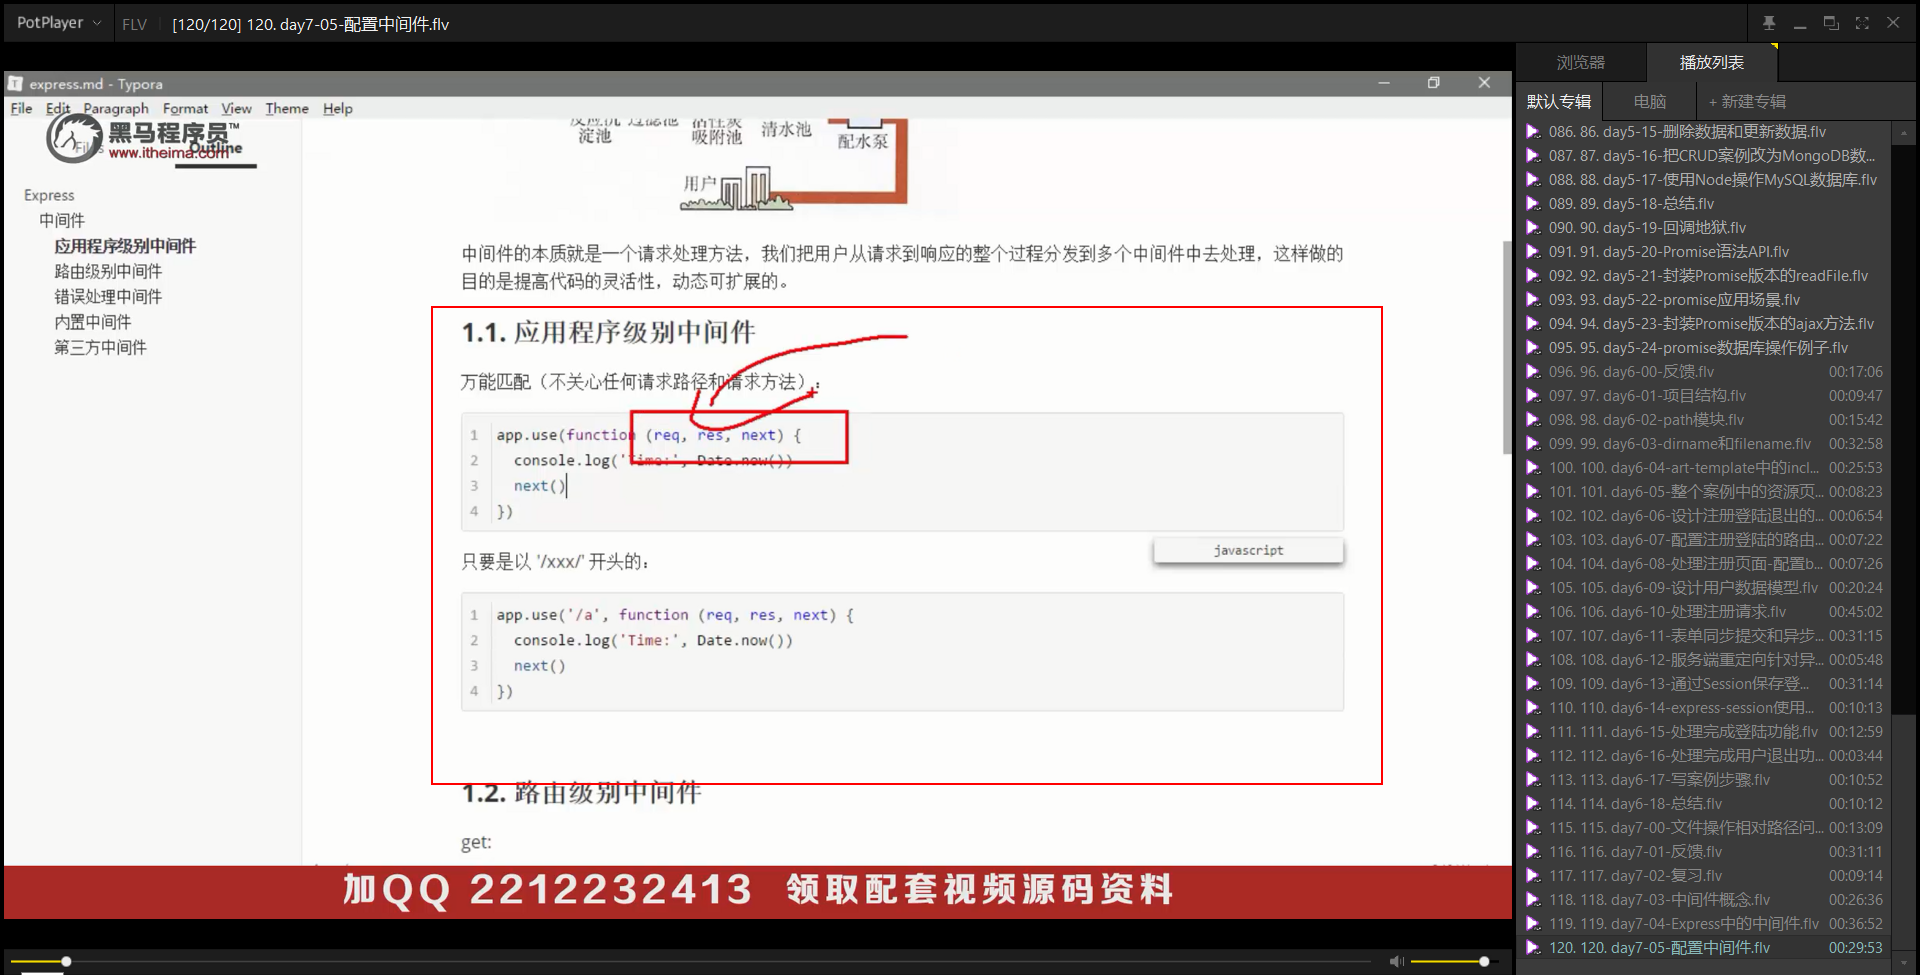 PotPlayer
FLV
[120/120] 120. day7-05-配置中间件.flv
express.md - Typora
File Edit Paragraph Format View Theme Help
黑马程序员™
www.itheima.com
Files
Outline
Express
中间件
应用程序级别中间件
路由级别中间件
错误处理中间件
内置中间件
第三方中间件
淀池
吸附池
清水池
配水泵
用户
中间件的本质就是一个请求处理方法，我们把用户从请求到响应的整个过程分发到多个中间件中去处理，这样做的
目的是提高代码的灵活性，动态可扩展的。
1.1. 应用程序级别中间件
万能匹配（不关心任何请求路径和请求方法）：
1 app.use(function (req, res, next) {
2 console.log('Time:', Date.now())
3 next()
4 })
javascript
只要是以 '/xxx/' 开头的：
1 app.use('/a', function (req, res, next) {
2 console.log('Time:', Date.now())
3 next()
4 })
1.2. 路由级别中间件
get:
加QQ 2212232413 领取配套视频源码资料
浏览器
播放列表
默认专辑
电脑
+ 新建专辑
086. 86. day5-15-删除数据和更新数据.flv
087. 87. day5-16-把CRUD案例改为MongoDB数...
088. 88. day5-17-使用Node操作MySQL数据库.flv
089. 89. day5-18-总结.flv
090. 90. day5-19-回调地狱.flv
091. 91. day5-20-Promise语法API.flv
092. 92. day5-21-封装Promise版本的readFile.flv
093. 93. day5-22-promise应用场景.flv
094. 94. day5-23-封装Promise版本的ajax方法.flv
095. 95. day5-24-promise数据库操作例子.flv
096. 96. day6-00-反馈.flv 00:17:06
097. 97. day6-01-项目结构.flv 00:09:47
098. 98. day6-02-path模块.flv 00:15:42
099. 99. day6-03-dirname和filename.flv 00:32:58
100. 100. day6-04-art-template中的incl... 00:25:53
101. 101. day6-05-整个案例中的资源页... 00:08:23
102. 102. day6-06-设计注册登陆退出的... 00:06:54
103. 103. day6-07-配置注册登陆的路由... 00:07:22
104. 104. day6-08-处理注册页面-配置b... 00:07:26
105. 105. day6-09-设计用户数据模型.flv 00:20:24
106. 106. day6-10-处理注册请求.flv 00:45:02
107. 107. day6-11-表单同步提交和异步... 00:31:15
108. 108. day6-12-服务端重定向针对异... 00:05:48
109. 109. day6-13-通过Session保存登... 00:31:14
110. 110. day6-14-express-session使用... 00:10:13
111. 111. day6-15-处理完成登陆功能.flv 00:12:59
112. 112. day6-16-处理完成用户退出功... 00:03:44
113. 113. day6-17-写案例步骤.flv 00:10:52
114. 114. day6-18-总结.flv 00:10:12
115. 115. day7-00-文件操作相对路径问... 00:13:09
116. 116. day7-01-反馈.flv 00:31:11
117. 117. day7-02-复习.flv 00:09:14
118. 118. day7-03-中间件概念.flv 00:26:36
119. 119. day7-04-Express中的中间件.flv 00:36:52
120. 120. day7-05-配置中间件.flv 00:29:53